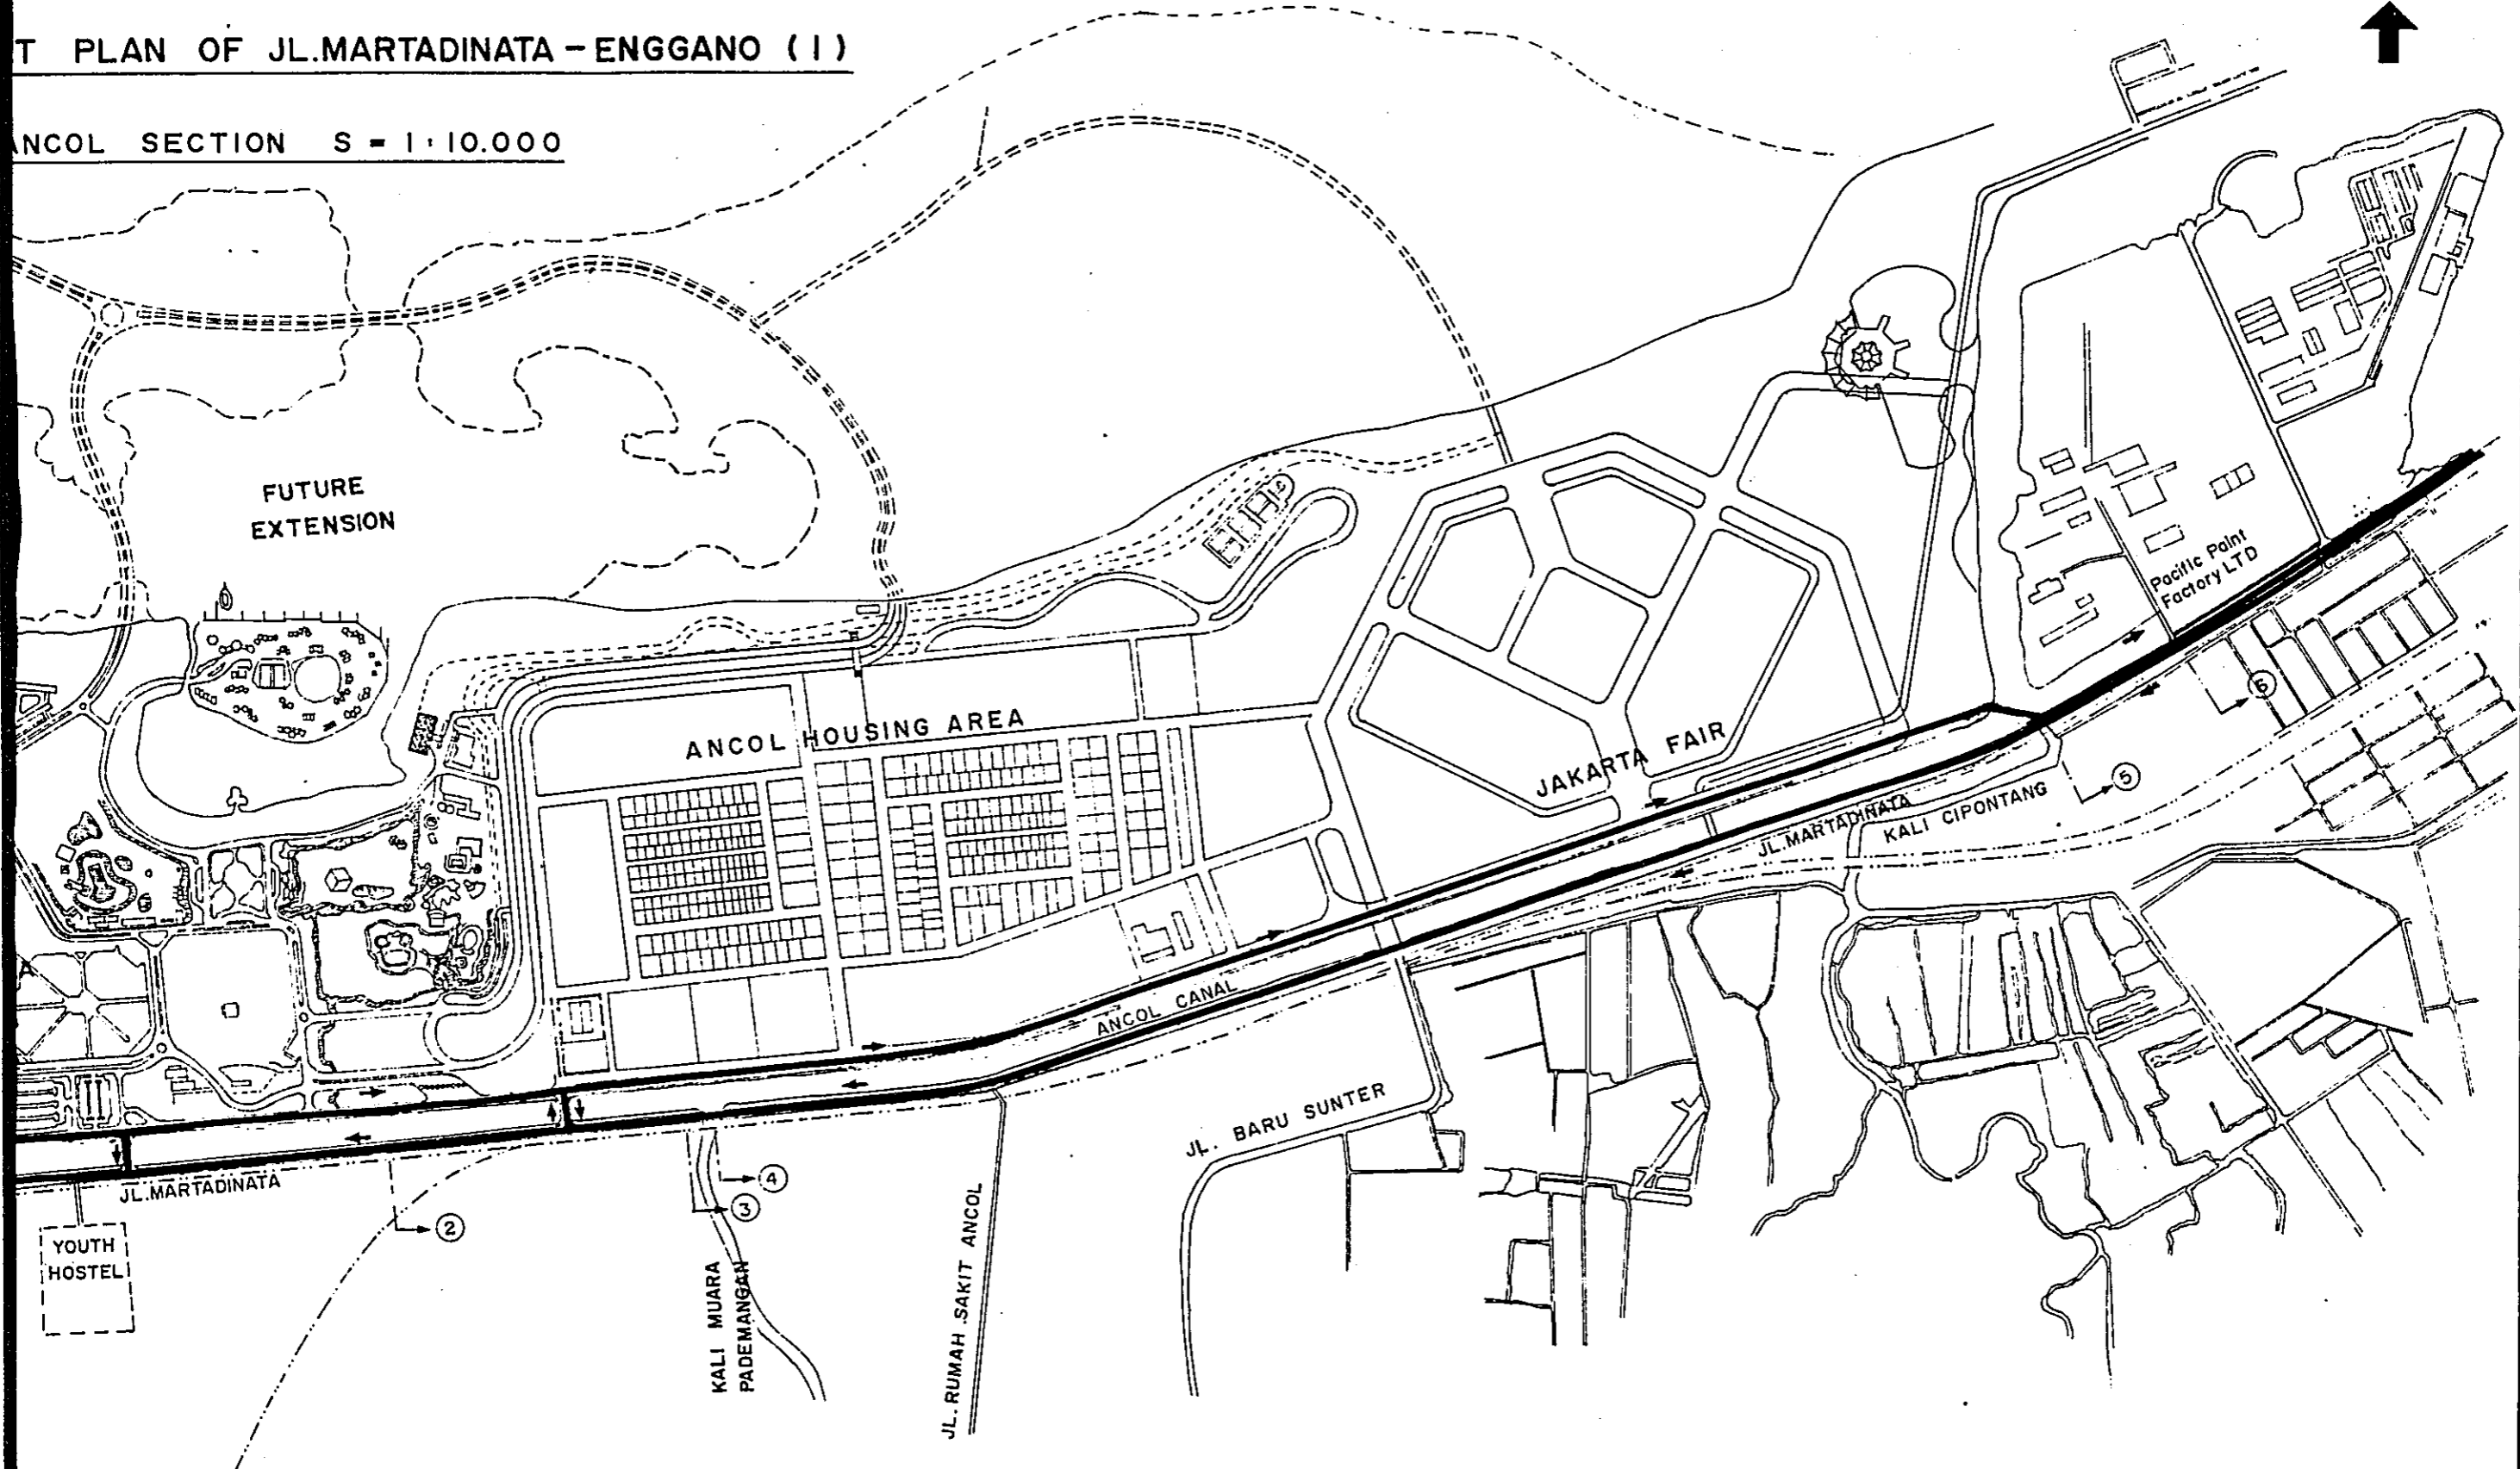 T PLAN OF JL.MARTADINATA - ENGGANO (I)
ANCOL SECTION S = 1:10.000
FUTURE
EXTENSION
Pacific Paint
Factory LTD
ANCOL HOUSING AREA
JAKARTA FAIR
6
5
JL.MARTADINATA
KALI CIPONTANG
ANCOL CANAL
A
JL. BARU SUNTER
JL.MARTADINATA
4
3
2
YOUTH
HOSTEL
KALI MUARA
PADEMANGAN
JL.RUMAH SAKIT ANCOL